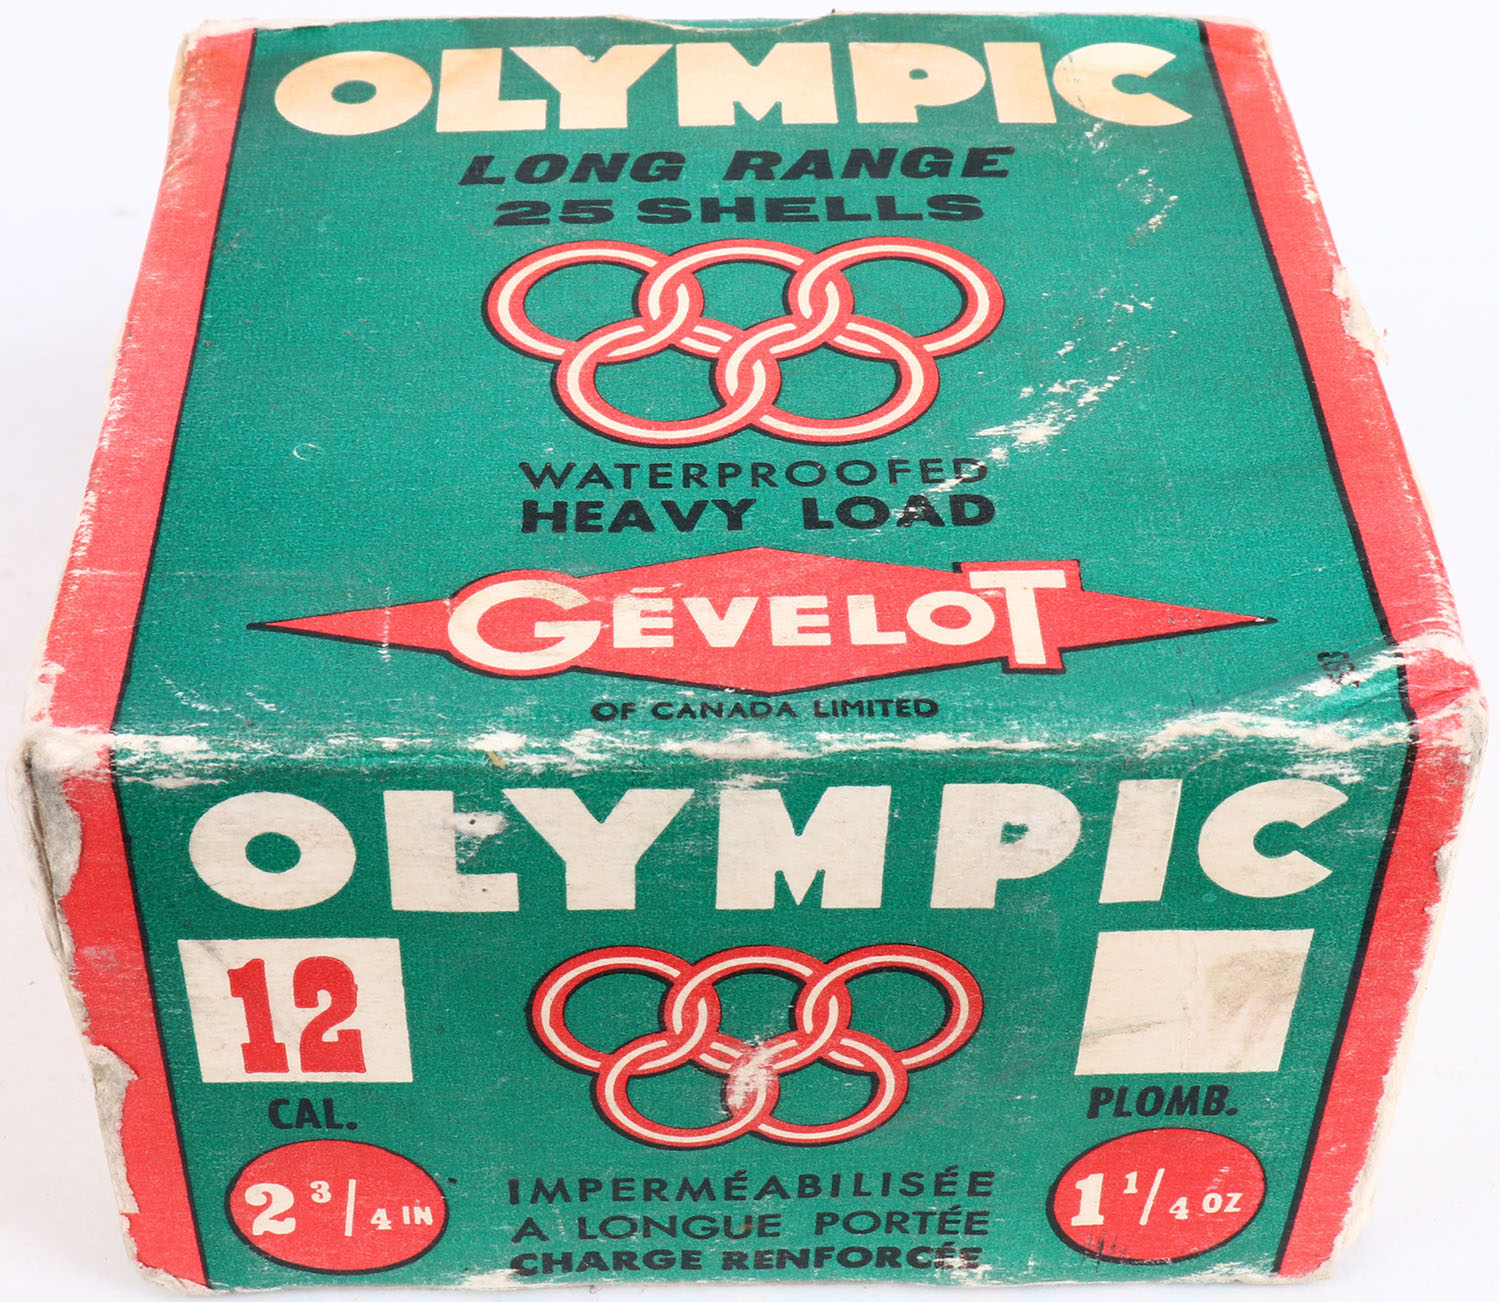 OLYMPIC
LONG RANGE
25 SHELLS
WATERPROOFED
HEAVY LOAD
GÉVELOT
OF CANADA LIMITED
OLYMPIC
12
CAL.
PLOMB.
2 3/4 IN
1 1/4 OZ
IMPERMÉABILISÉE
A LONGUE PORTÉE
CHARGE RENFORCÉE